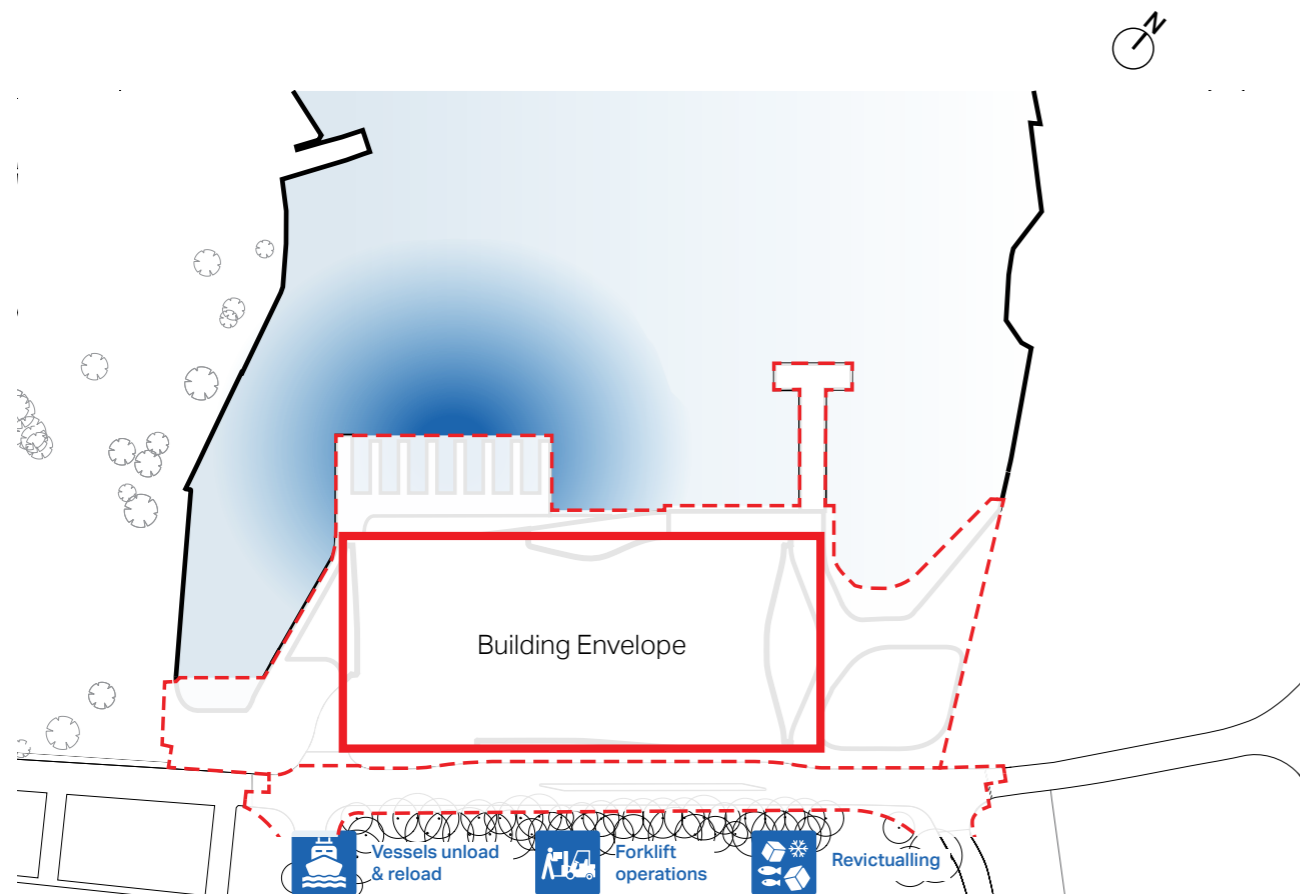 N
Building Envelope
Vessels unload
& reload
Forklift
operations
Revictualling